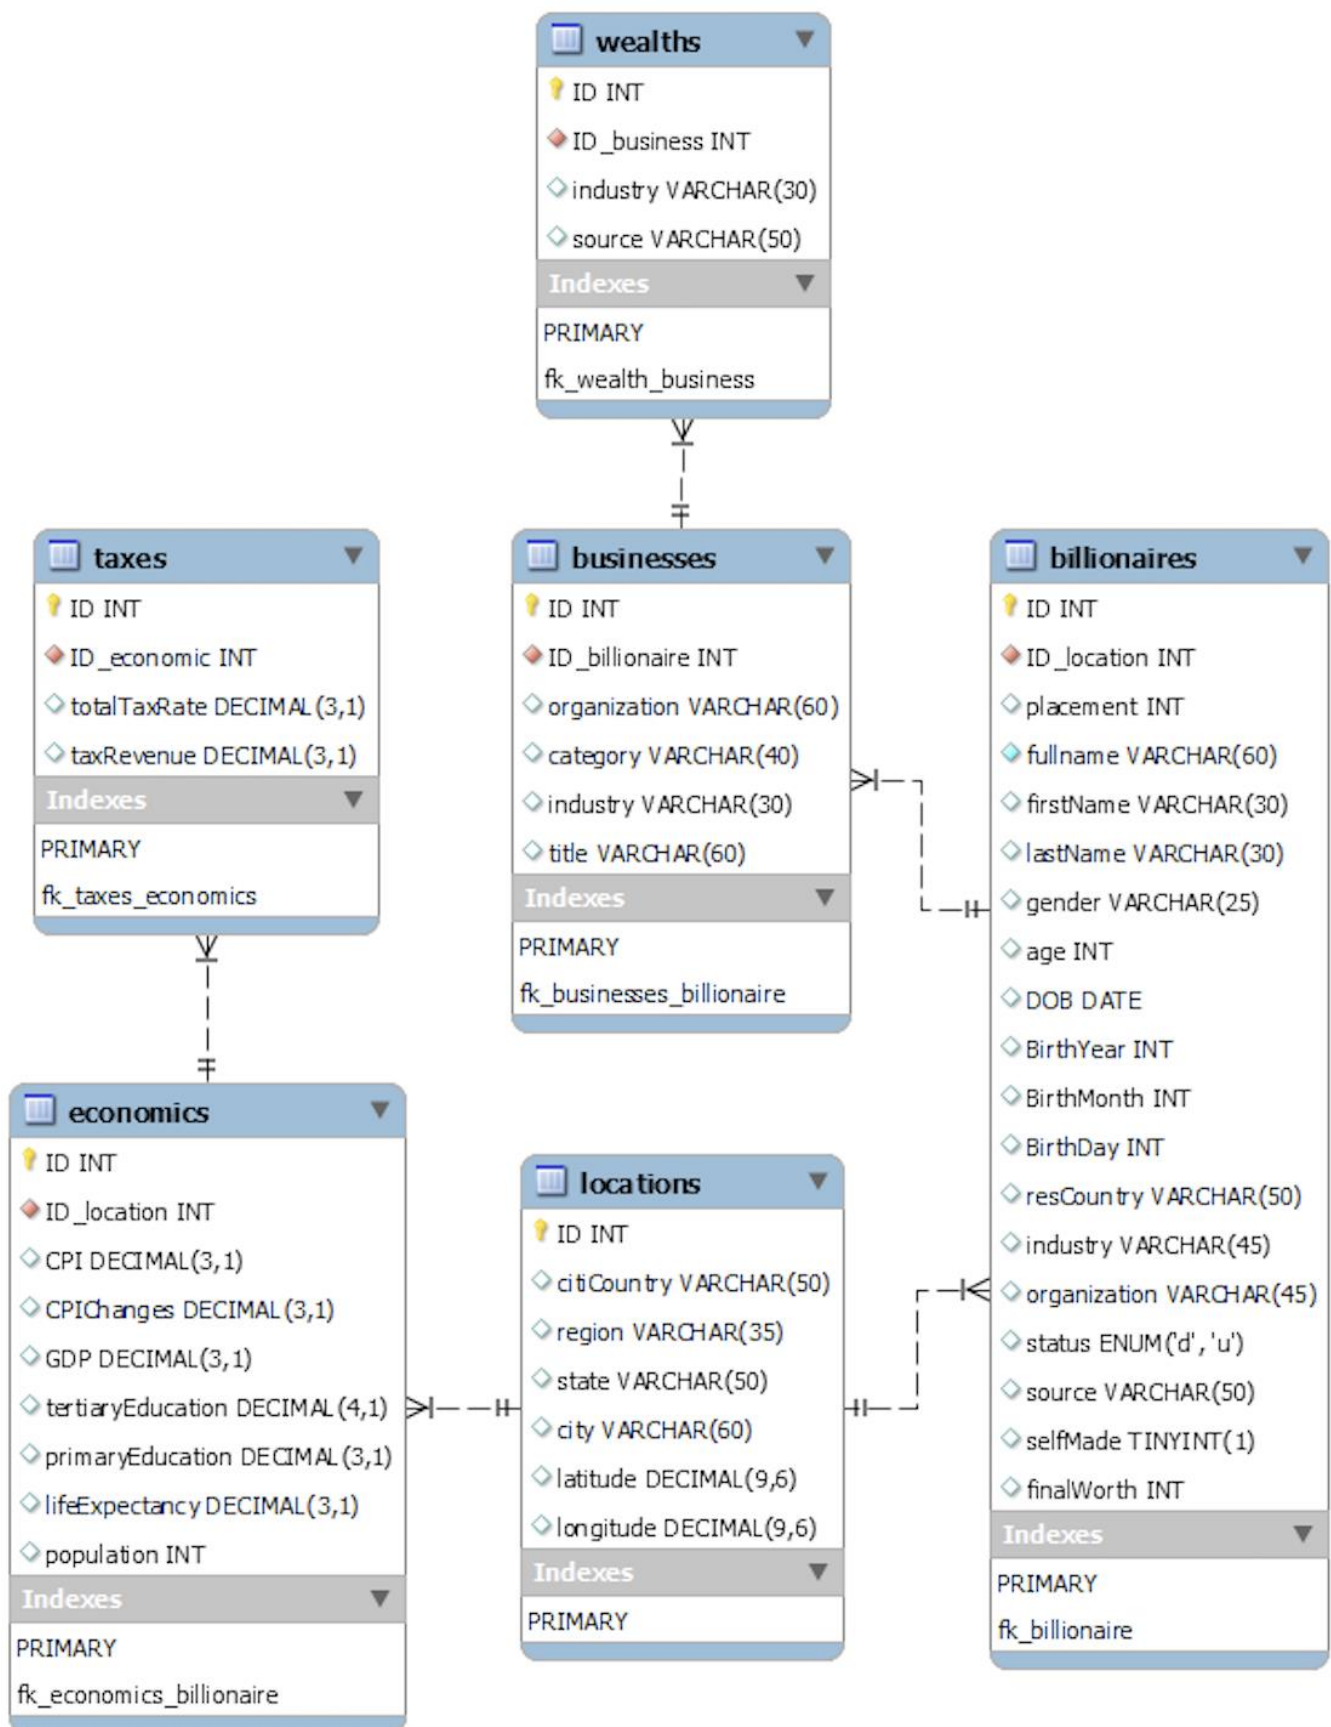 wealths
ID INT
ID_business INT
industry VARCHAR(30)
source VARCHAR(50)
Indexes
PRIMARY
fk_wealth_business
taxes
ID INT
ID_economic INT
totalTaxRate DECIMAL(3,1)
taxRevenue DECIMAL(3,1)
Indexes
PRIMARY
fk_taxes_economics
businesses
ID INT
ID_billionaire INT
organization VARCHAR(60)
category VARCHAR(40)
industry VARCHAR(30)
title VARCHAR(60)
Indexes
PRIMARY
fk_businesses_billionaire
billionaires
ID INT
ID_location INT
placement INT
fullname VARCHAR(60)
firstName VARCHAR(30)
lastName VARCHAR(30)
gender VARCHAR(25)
age INT
DOB DATE
BirthYear INT
BirthMonth INT
BirthDay INT
resCountry VARCHAR(50)
industry VARCHAR(45)
organization VARCHAR(45)
status ENUM('d', 'u')
source VARCHAR(50)
selfMade TINYINT(1)
finalWorth INT
Indexes
PRIMARY
fk_billionaire
economics
ID INT
ID_location INT
CPI DECIMAL(3,1)
CPIChanges DECIMAL(3,1)
GDP DECIMAL(3,1)
tertiaryEducation DECIMAL(4,1)
primaryEducation DECIMAL(3,1)
lifeExpectancy DECIMAL(3,1)
population INT
Indexes
PRIMARY
fk_economics_billionaire
locations
ID INT
citiCountry VARCHAR(50)
region VARCHAR(35)
state VARCHAR(50)
city VARCHAR(60)
latitude DECIMAL(9,6)
longitude DECIMAL(9,6)
Indexes
PRIMARY